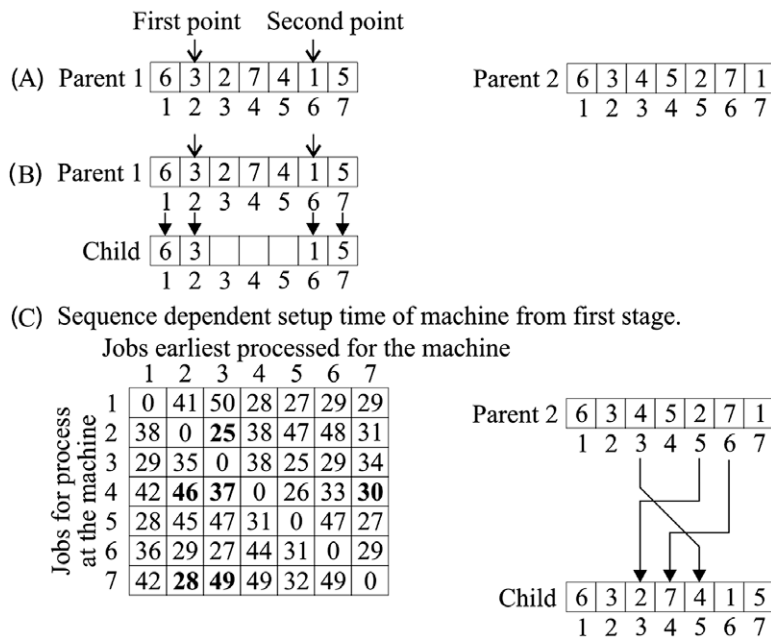 First point Second point
(A) Parent 1 6 3 2 7 4 1 5
1 2 3 4 5 6 7
Parent 2 6 3 4 5 2 7 1
1 2 3 4 5 6 7
(B) Parent 1 6 3 2 7 4 1 5
1 2 3 4 5 6 7
Child 6 3 1 5
1 2 3 4 5 6 7
(C) Sequence dependent setup time of machine from first stage.
Jobs earliest processed for the machine
1 2 3 4 5 6 7
Jobs for process
at the machine
1 0 41 50 28 27 29 29
2 38 0 25 38 47 48 31
3 29 35 0 38 25 29 34
4 42 46 37 0 26 33 30
5 28 45 47 31 0 47 27
6 36 29 27 44 31 0 29
7 42 28 49 49 32 49 0
Parent 2 6 3 4 5 2 7 1
1 2 3 4 5 6 7
Child 6 3 2 7 4 1 5
1 2 3 4 5 6 7